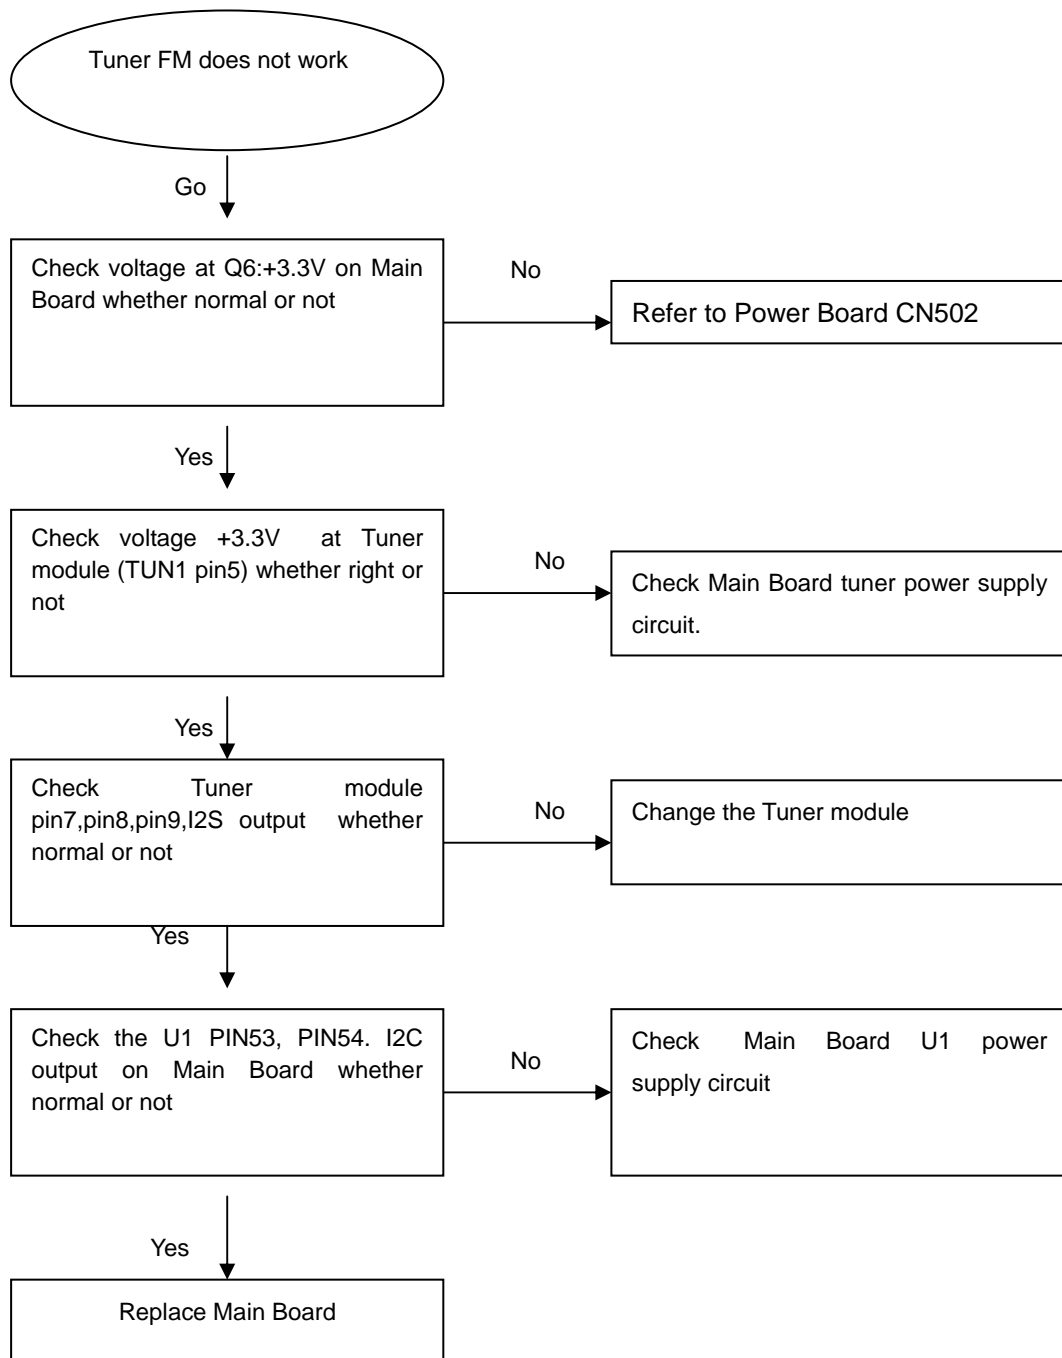 Tuner FM does not work
Go
Check voltage at Q6:+3.3V on Main
Board whether normal or not
No
Refer to Power Board CN502
Yes
Check voltage +3.3V at Tuner
module (TUN1 pin5) whether right or
not
No
Check Main Board tuner power supply
circuit.
Yes
Check Tuner module
pin7,pin8,pin9,I2S output whether
normal or not
No
Change the Tuner module
Yes
Check the U1 PIN53, PIN54. I2C
output on Main Board whether
normal or not
No
Check Main Board U1 power
supply circuit
Yes
Replace Main Board